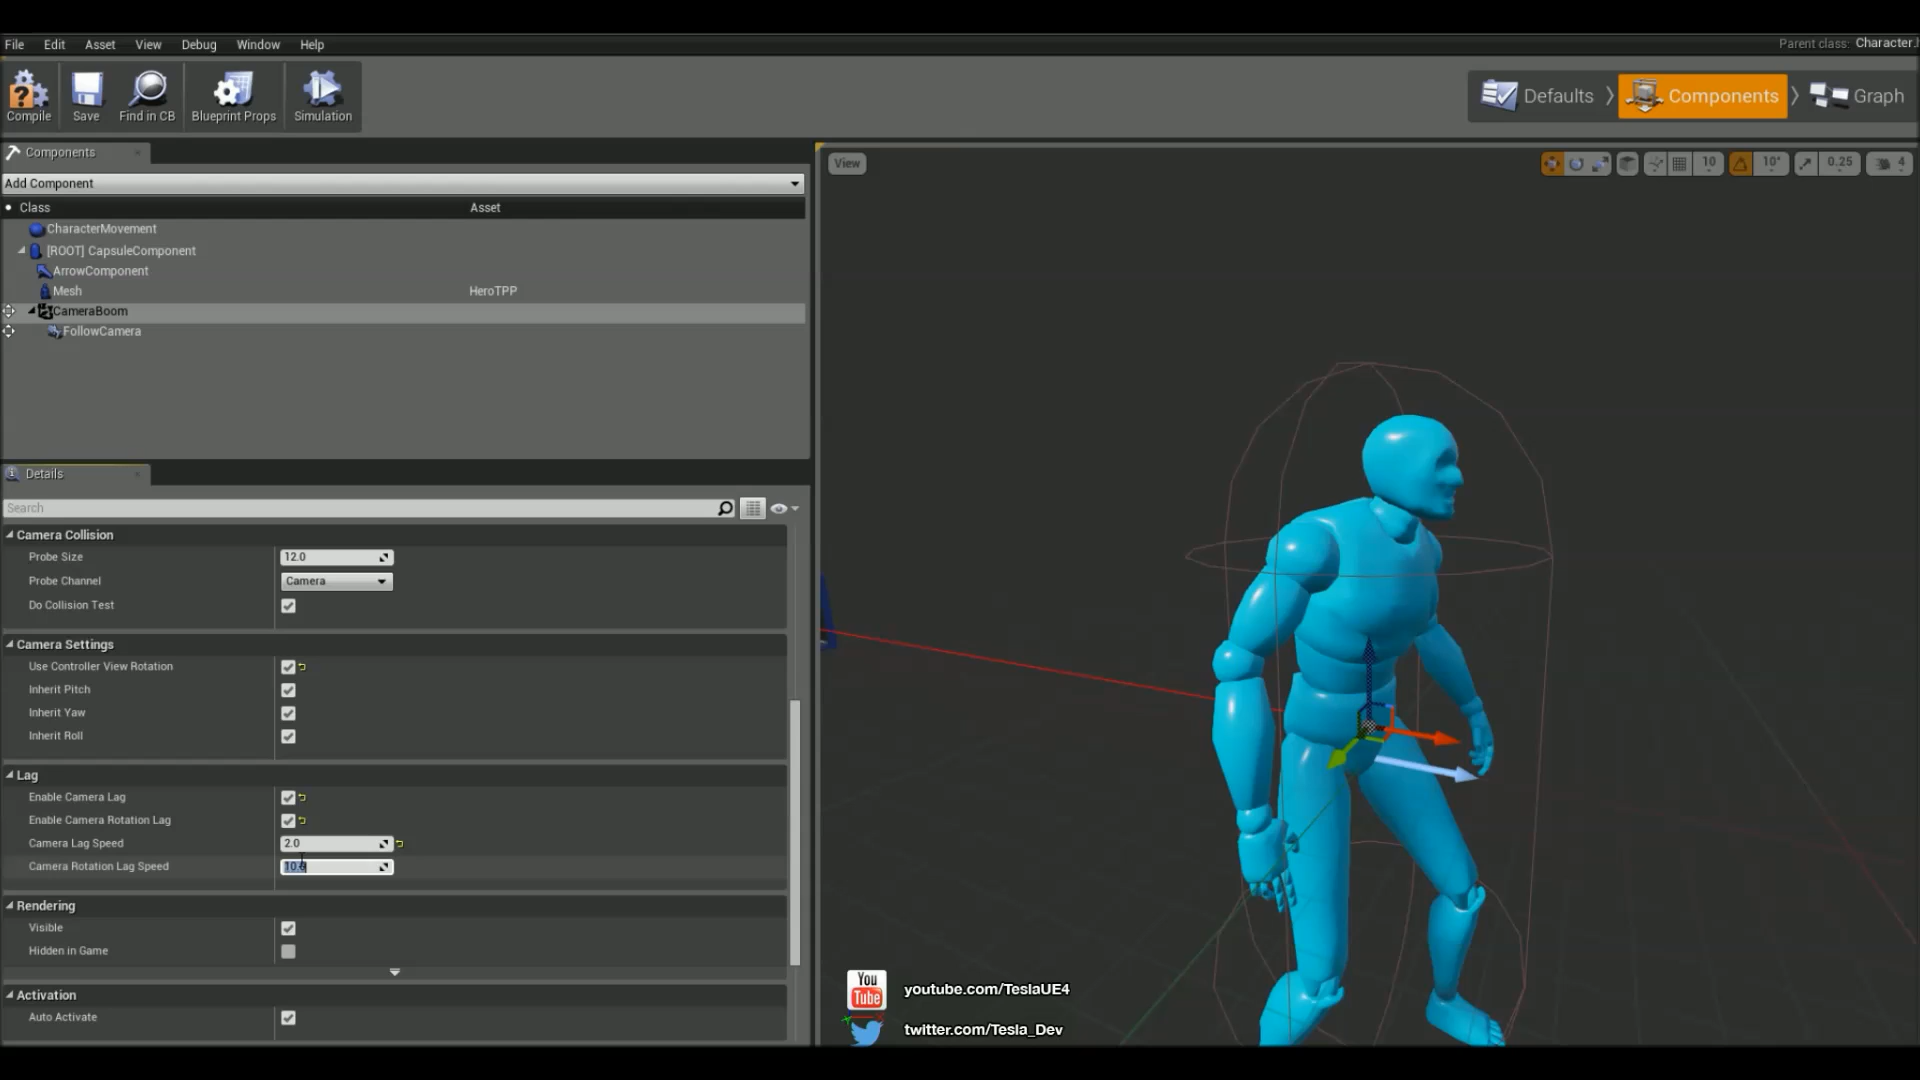 File Edit Asset View Debug Window Help
Parent class: Character
Compile Save Find in CB Blueprint Props Simulation
Defaults Components Graph
Components
Add Component
Class Asset
CharacterMovement
[ROOT] CapsuleComponent
ArrowComponent
Mesh HeroTPP
CameraBoom
FollowCamera
View
10 10° 0.25 4
Details
Search
Camera Collision
Probe Size 12.0
Probe Channel Camera
Do Collision Test
Camera Settings
Use Controller View Rotation
Inherit Pitch
Inherit Yaw
Inherit Roll
Lag
Enable Camera Lag
Enable Camera Rotation Lag
Camera Lag Speed 2.0
Camera Rotation Lag Speed 10.0
Rendering
Visible
Hidden in Game
Activation
Auto Activate
You Tube
youtube.com/TeslaUE4
twitter.com/Tesla_Dev